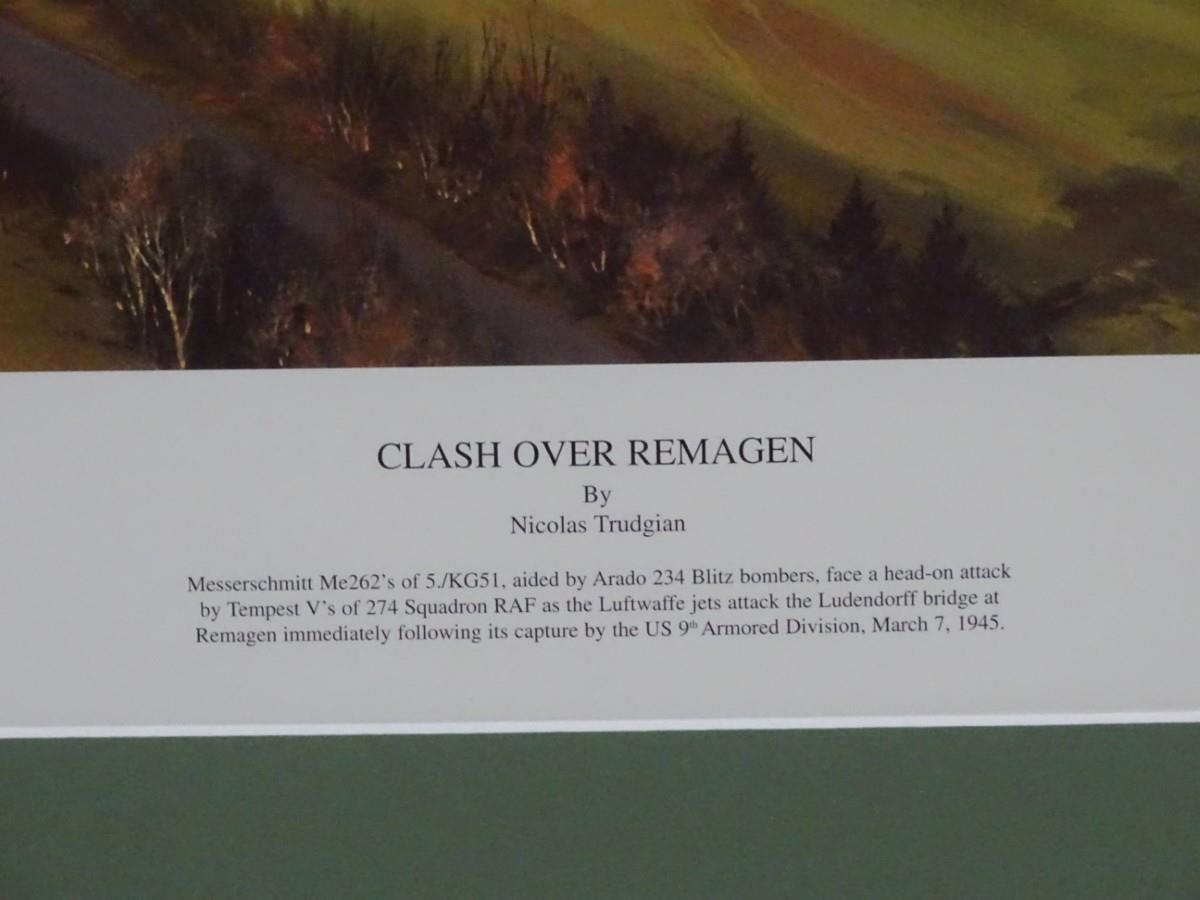 CLASH OVER REMAGEN
By
Nicolas Trudgian
Messerschmitt Me262's of 5./KG51, aided by Arado 234 Blitz bombers, face a head-on attack
by Tempest V's of 274 Squadron RAF as the Luftwaffe jets attack the Ludendorff bridge at
Remagen immediately following its capture by the US 9th Armored Division, March 7, 1945.